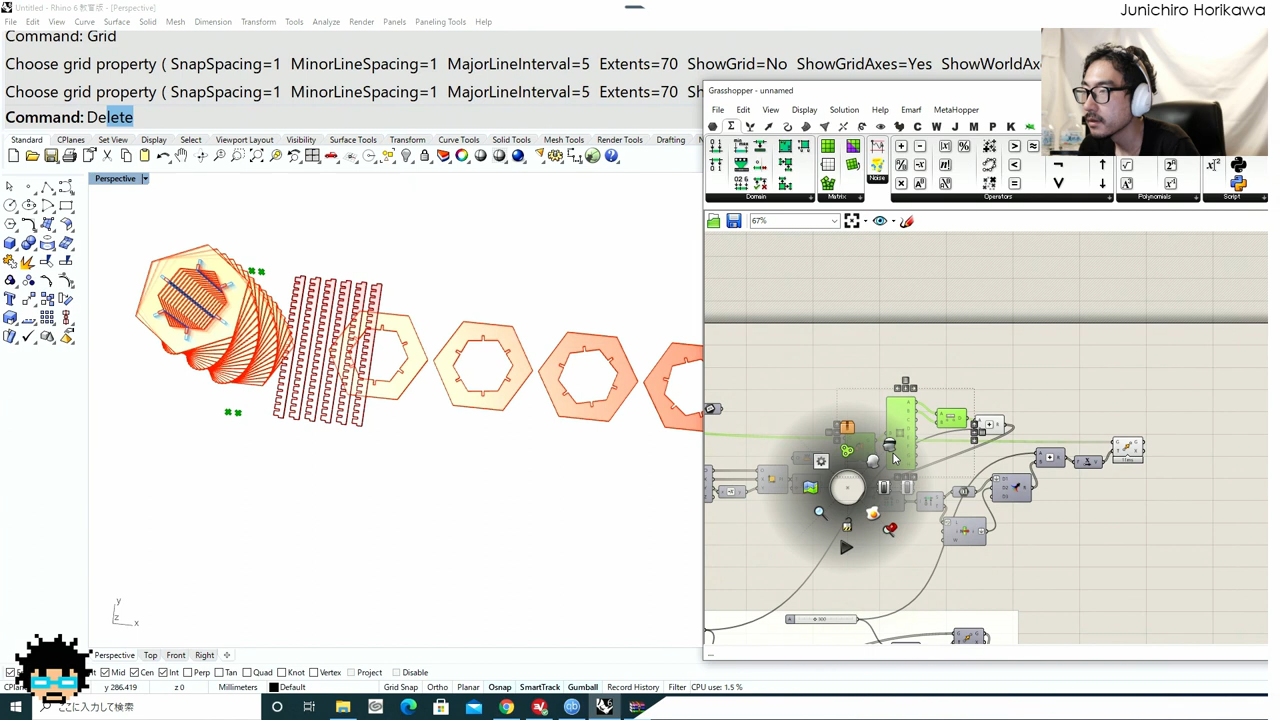 Untitled - Rhino 6 教育版 - [Perspective]
Junichiro Horikawa
File Edit View Curve Surface Solid Mesh Dimension Transform Tools Analyze Render Panels Paneling Tools Help
Command: Grid
Choose grid property ( SnapSpacing=1 MinorLineSpacing=1 MajorLineInterval=5 Extents=70 ShowGrid=No ShowGridAxes=Yes ShowWorldAx
Choose grid property ( SnapSpacing=1 MinorLineSpacing=1 MajorLineInterval=5 Extents=70 Sh
Command: Delete
Standard CPlanes Set View Display Select Viewport Layout Visibility Transform Curve Tools Surface Tools Solid Tools Mesh Tools Render Tools Drafting
Perspective
Grasshopper - unnamed
File Edit View Display Solution Help Emarf MetaHopper
C W J M P K
Domain Matrix Noise Operators Polynomials Script
67%
y
z x
Perspective Top Front Right
Mid Cen Int Perp Tan Quad Knot Vertex Project Disable
CPlane y 286.419 z 0 Millimeters Default Grid Snap Ortho Planar Osnap SmartTrack Gumball Record History Filter CPU use: 1.5 %
ここに入力して検索